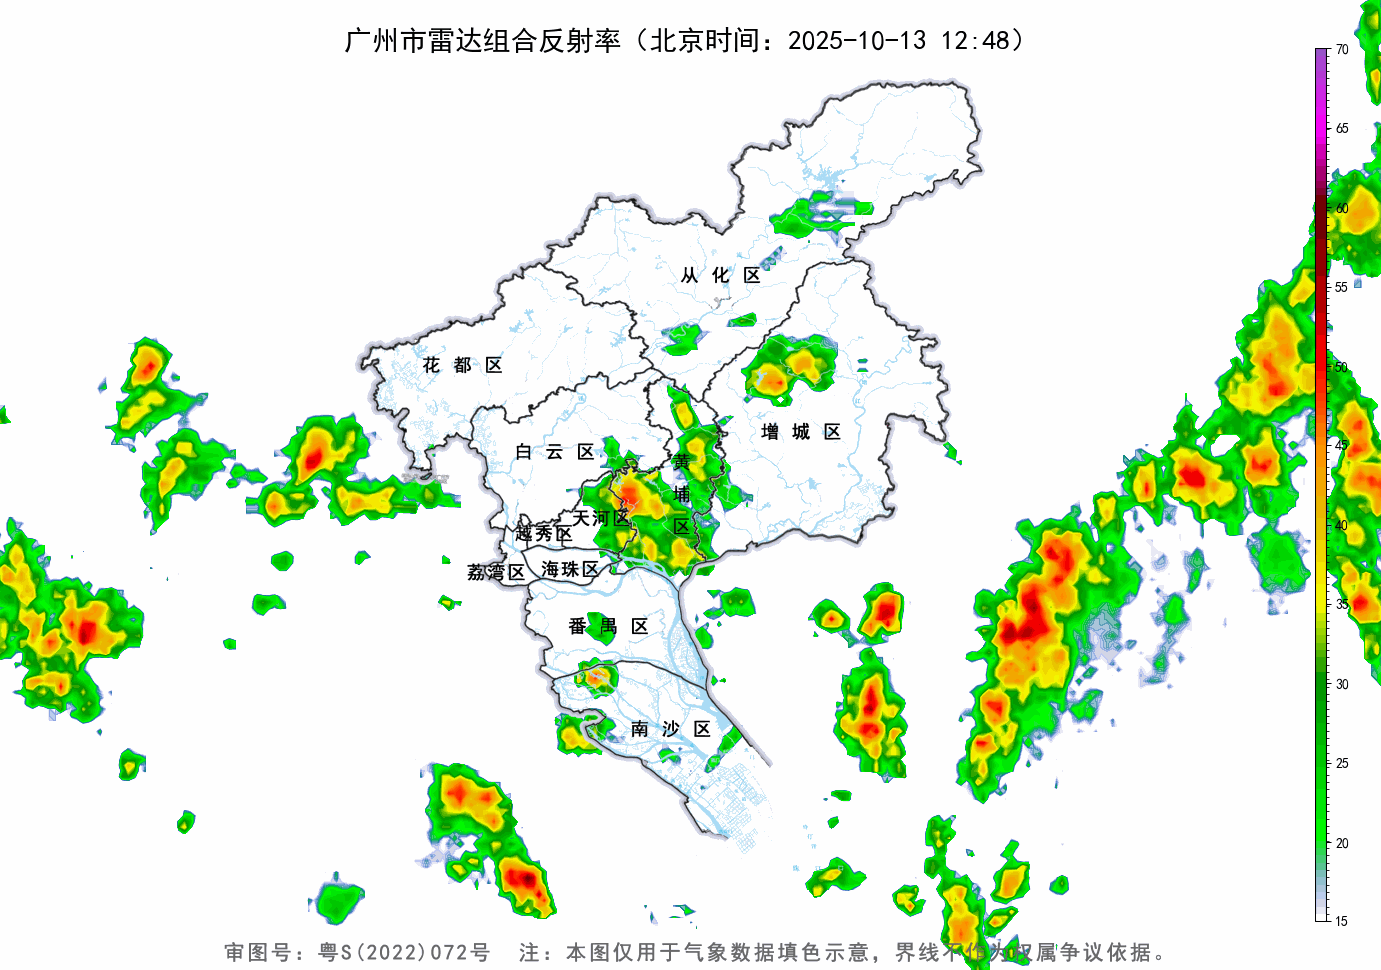 广州市雷达组合反射率（北京时间：2025-10-13 12:48）
70
65
60
55
50
45
40
35
30
25
20
15
从化区
花都区
增城区
白云区
黄埔区
天河区
越秀区
荔湾区
海珠区
番禺区
南沙区
审图号：粤S(2022)072号 注：本图仅用于气象数据填色示意，界线不作为权属争议依据。